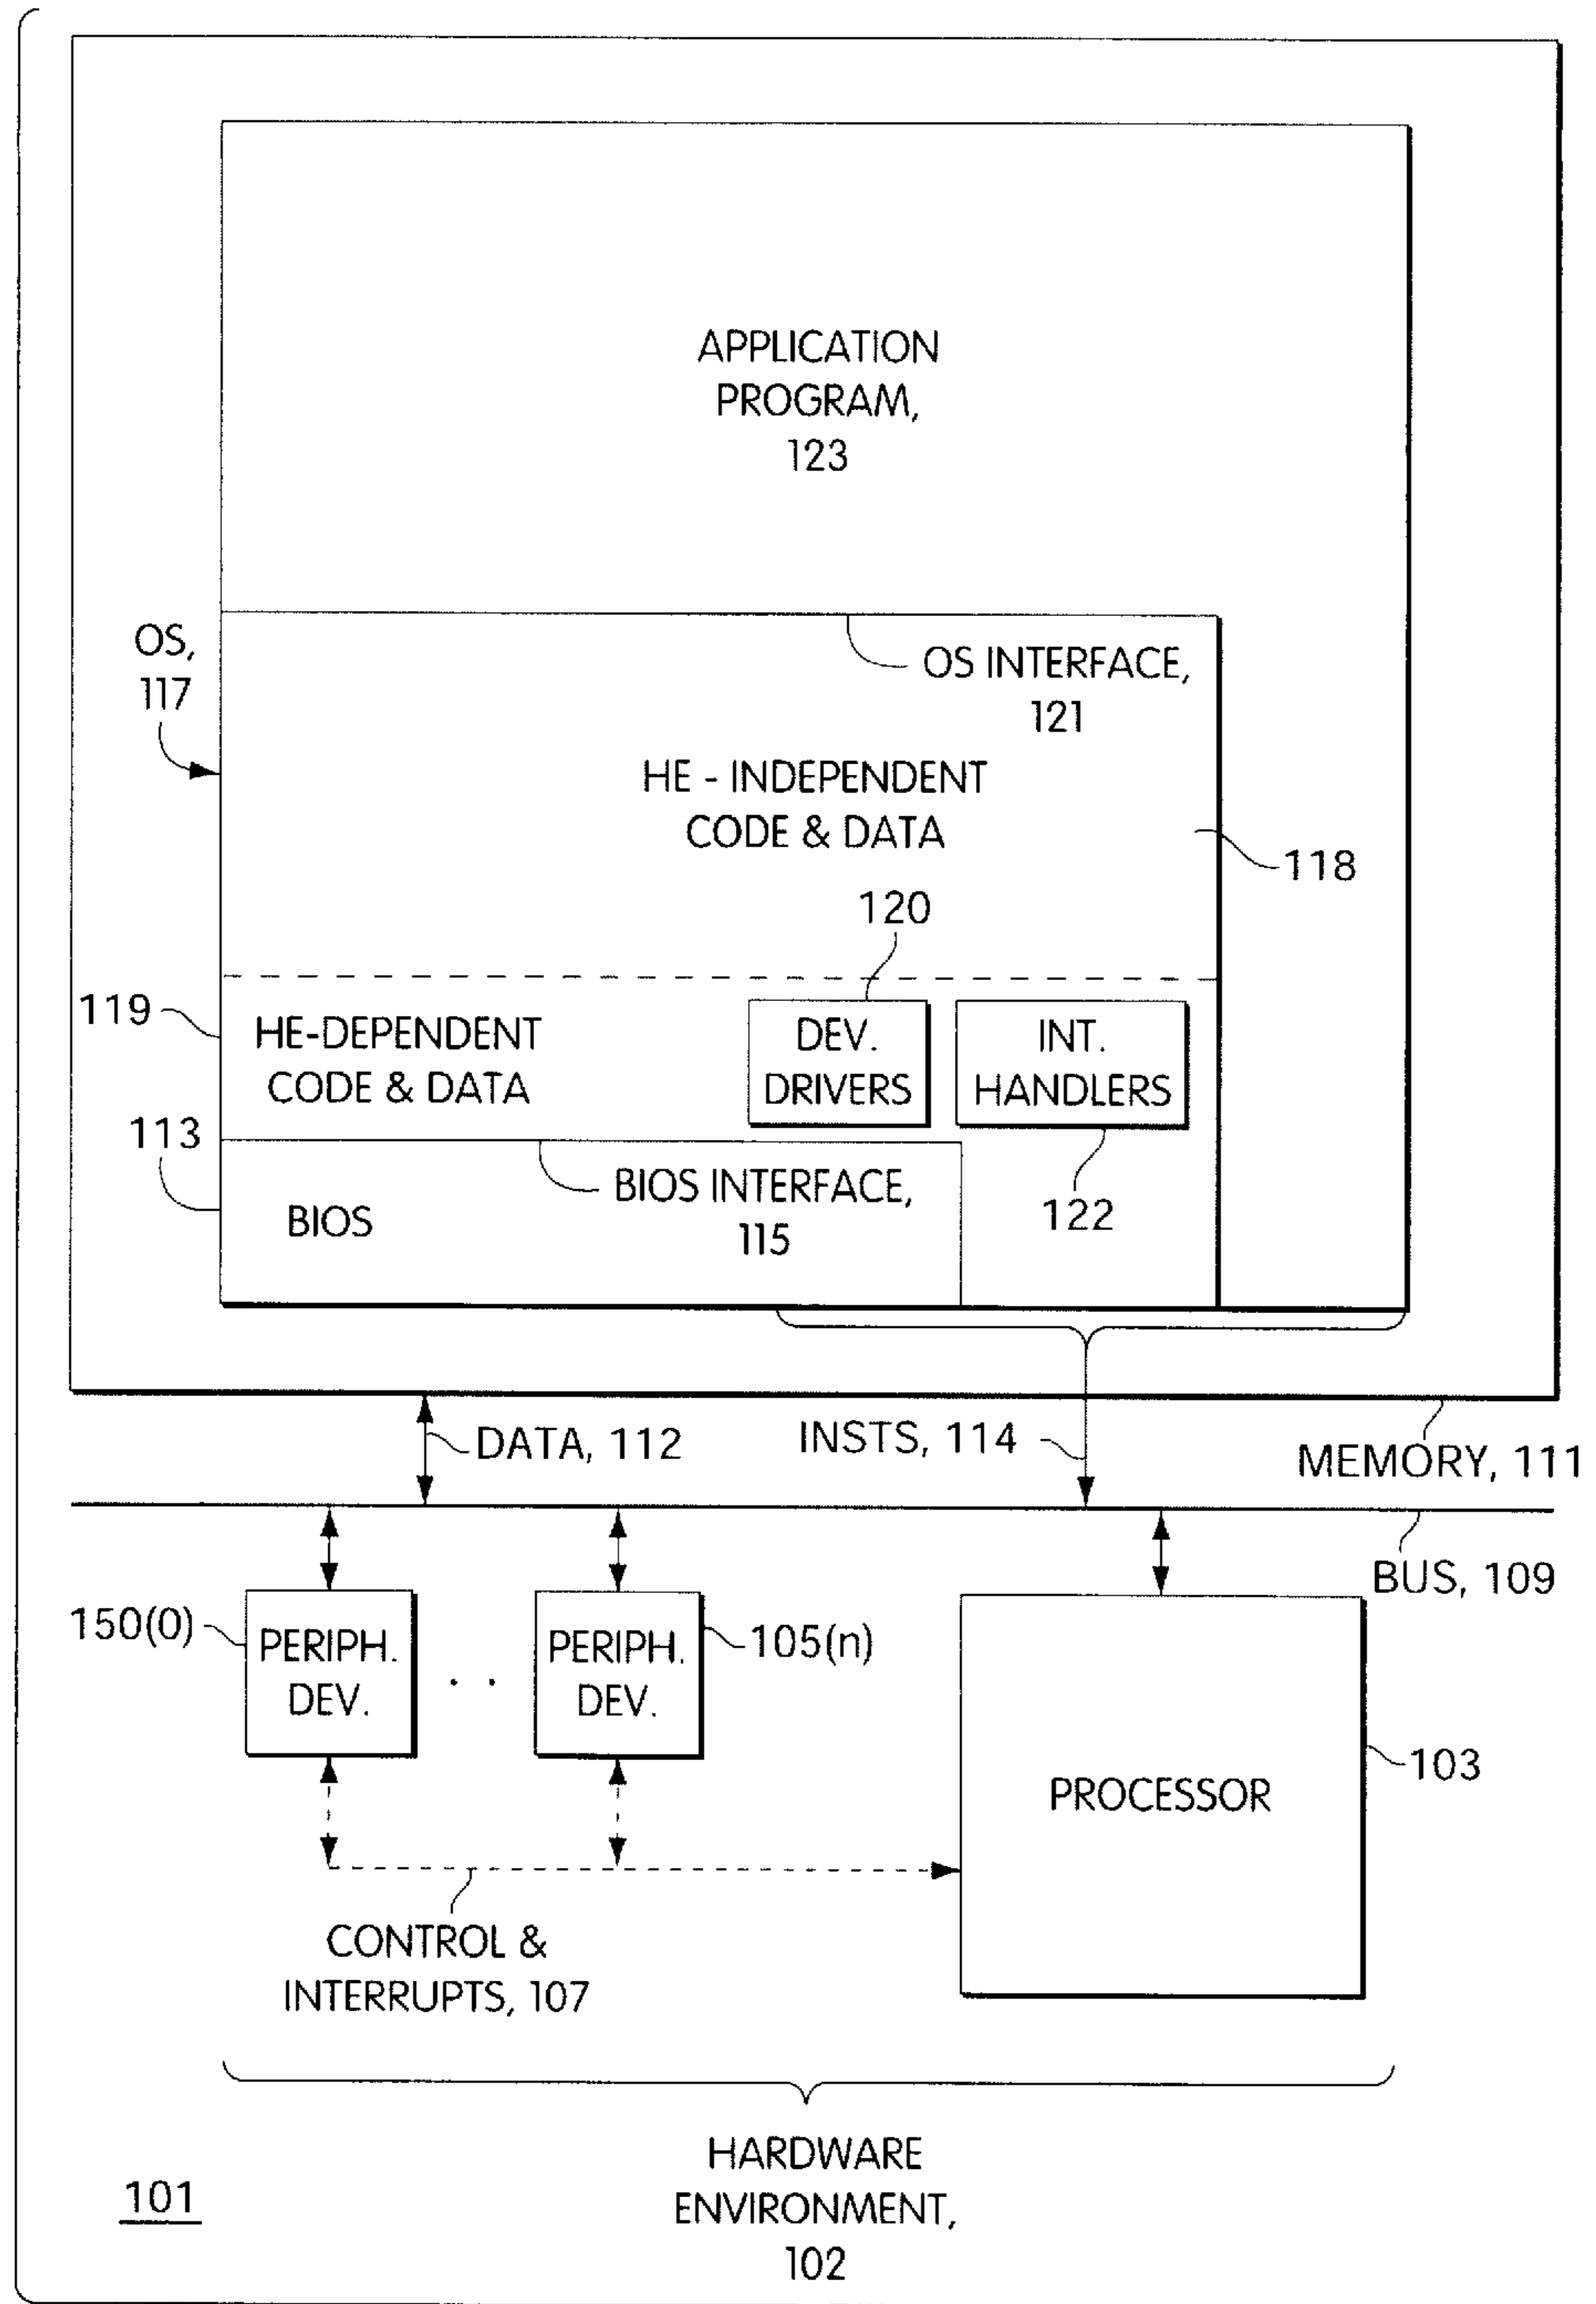 APPLICATION
PROGRAM,
123
OS,
117
OS INTERFACE,
121
HE - INDEPENDENT
CODE & DATA
118
120
119
HE-DEPENDENT
CODE & DATA
DEV.
DRIVERS
INT.
HANDLERS
113
BIOS INTERFACE,
115
BIOS
122
DATA, 112
INSTS, 114
MEMORY, 111
BUS, 109
150(0)
PERIPH.
DEV.
. .
PERIPH.
DEV.
105(n)
PROCESSOR
103
CONTROL &
INTERRUPTS, 107
HARDWARE
ENVIRONMENT,
102
101